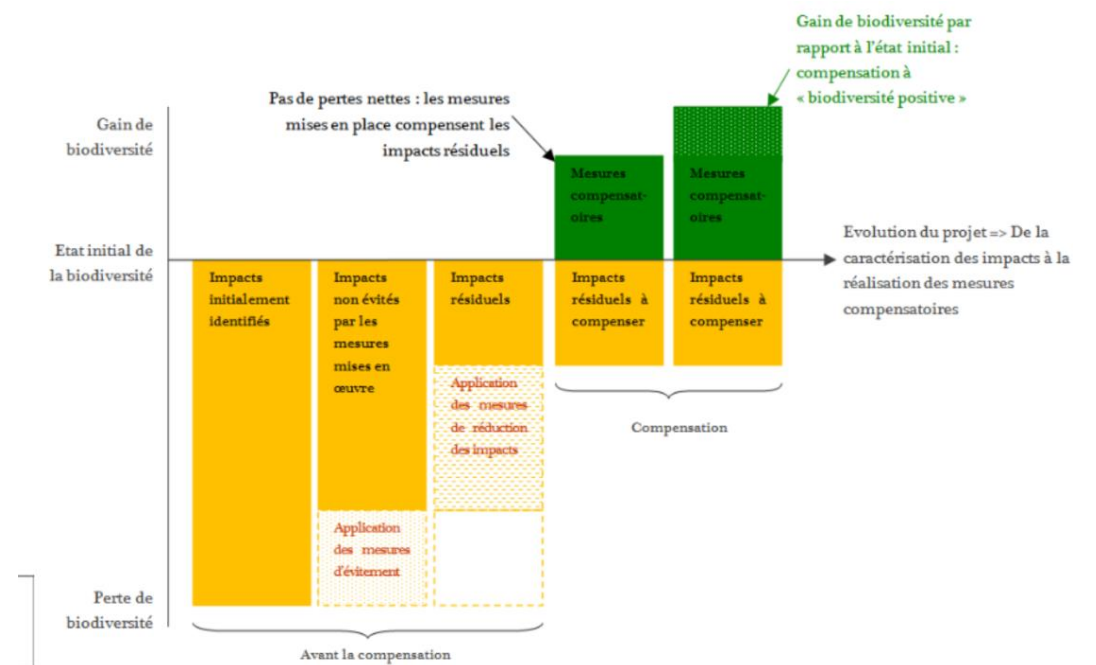 Gain de biodiversité par
rapport à l'état initial :
compensation à
« biodiversité positive »
Pas de pertes nettes : les mesures
mises en place compensent les
impacts résiduels
Gain de
biodiversité
Mesures
compensat-
oires
Mesures
compensat-
oires
Etat initial de
la biodiversité
Evolution du projet => De la
caractérisation des impacts à la
réalisation des mesures
compensatoires
Impacts
initialement
identifiés
Impacts
non évités
par les
mesures
mises en
œuvre
Impacts
résiduels
Impacts
résiduels à
compenser
Impacts
résiduels à
compenser
Application
des mesures
de réduction
des impacts
Compensation
Application
des mesures
d'évitement
Perte de
biodiversité
Avant la compensation